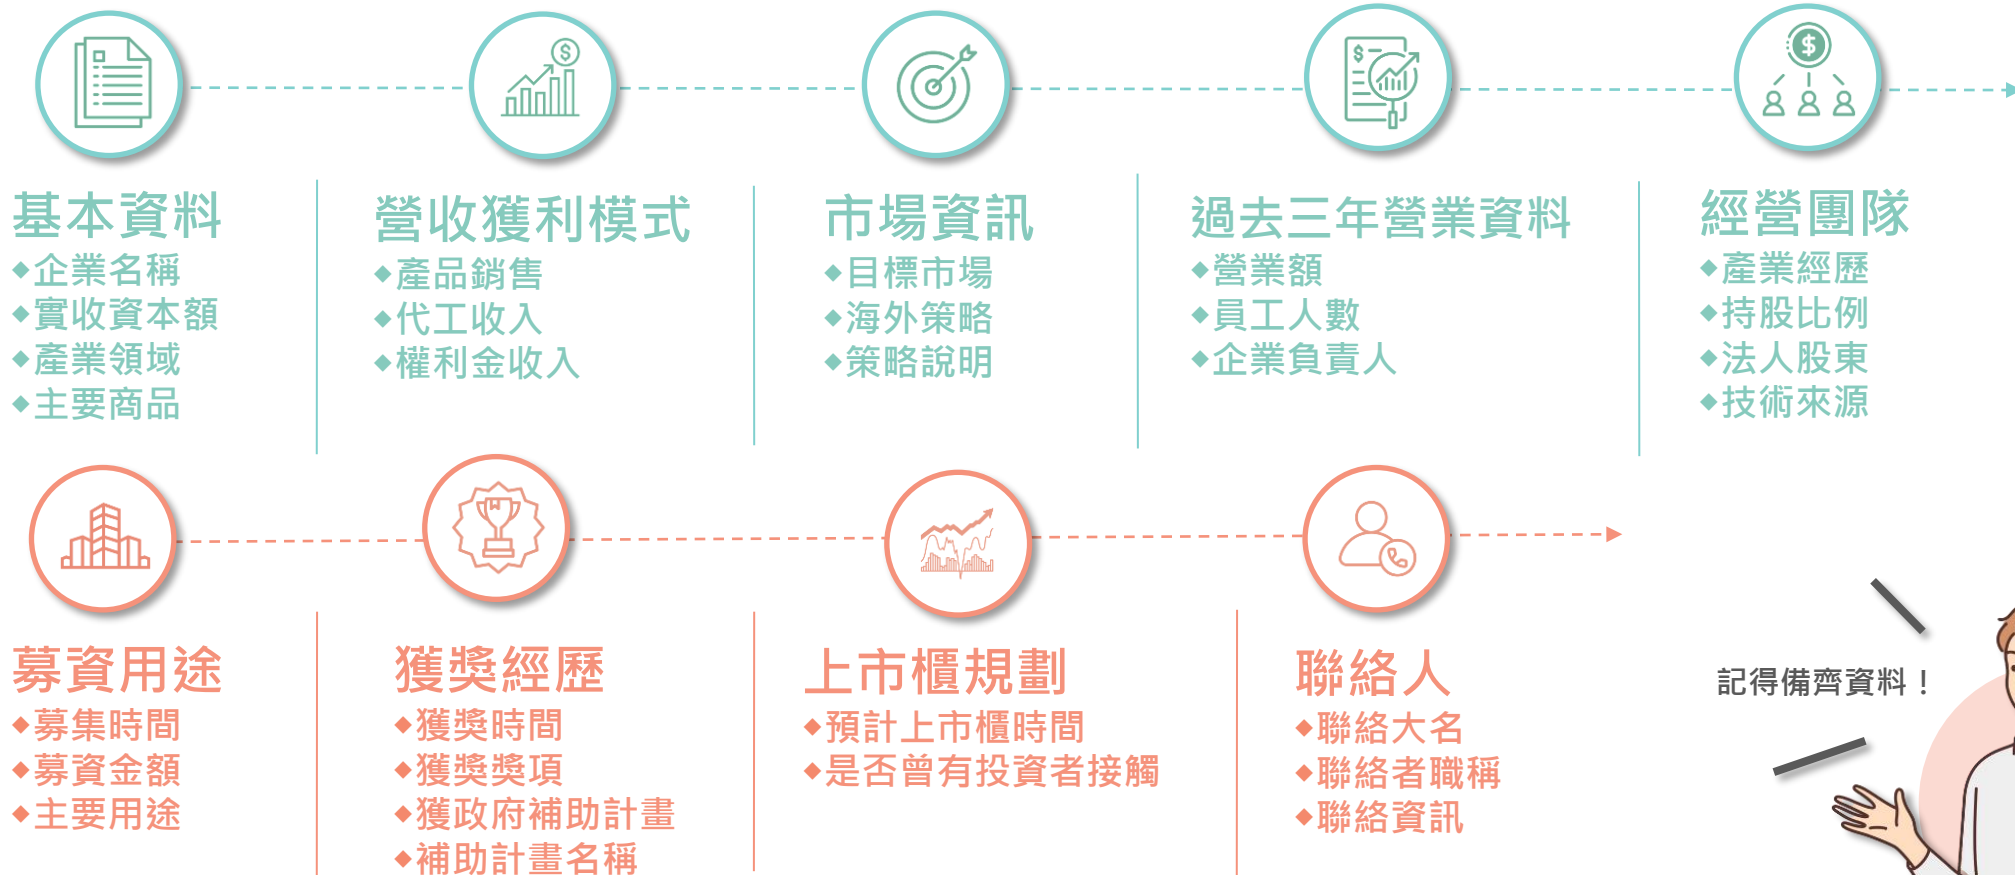 基本資料
◆企業名稱
◆實收資本額
◆產業領域
◆主要商品
營收獲利模式
◆產品銷售
◆代工收入
◆權利金收入
市場資訊
◆目標市場
◆海外策略
◆策略說明
過去三年營業資料
◆營業額
◆員工人數
◆企業負責人
經營團隊
◆產業經歷
◆持股比例
◆法人股東
◆技術來源
募資用途
◆募集時間
◆募資金額
◆主要用途
獲獎經歷
◆獲獎時間
◆獲獎獎項
◆獲政府補助計畫
◆補助計畫名稱
上市櫃規劃
◆預計上市櫃時間
◆是否曾有投資者接觸
聯絡人
◆聯絡大名
◆聯絡者職稱
◆聯絡資訊
記得備齊資料！